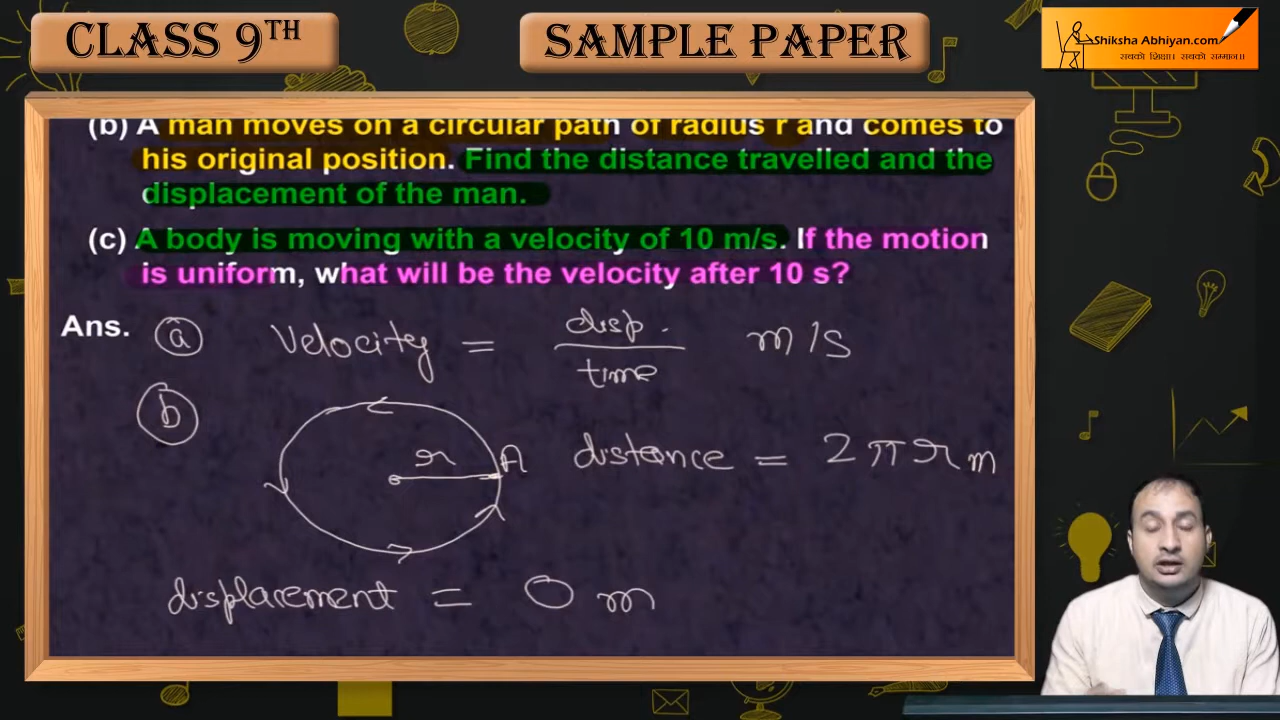 CLASS 9TH
SAMPLE PAPER
Shiksha Abhiyan.com
सबको शिक्षा। सबको सम्मान।।
(b) A man moves on a circular path of radius r and comes to
his original position. Find the distance travelled and the
displacement of the man.
(c) A body is moving with a velocity of 10 m/s. If the motion
is uniform, what will be the velocity after 10 s?
Ans. (a) Velocity = disp. / time m/s
(b)
r A distance = 2πr m
displacement = 0 m